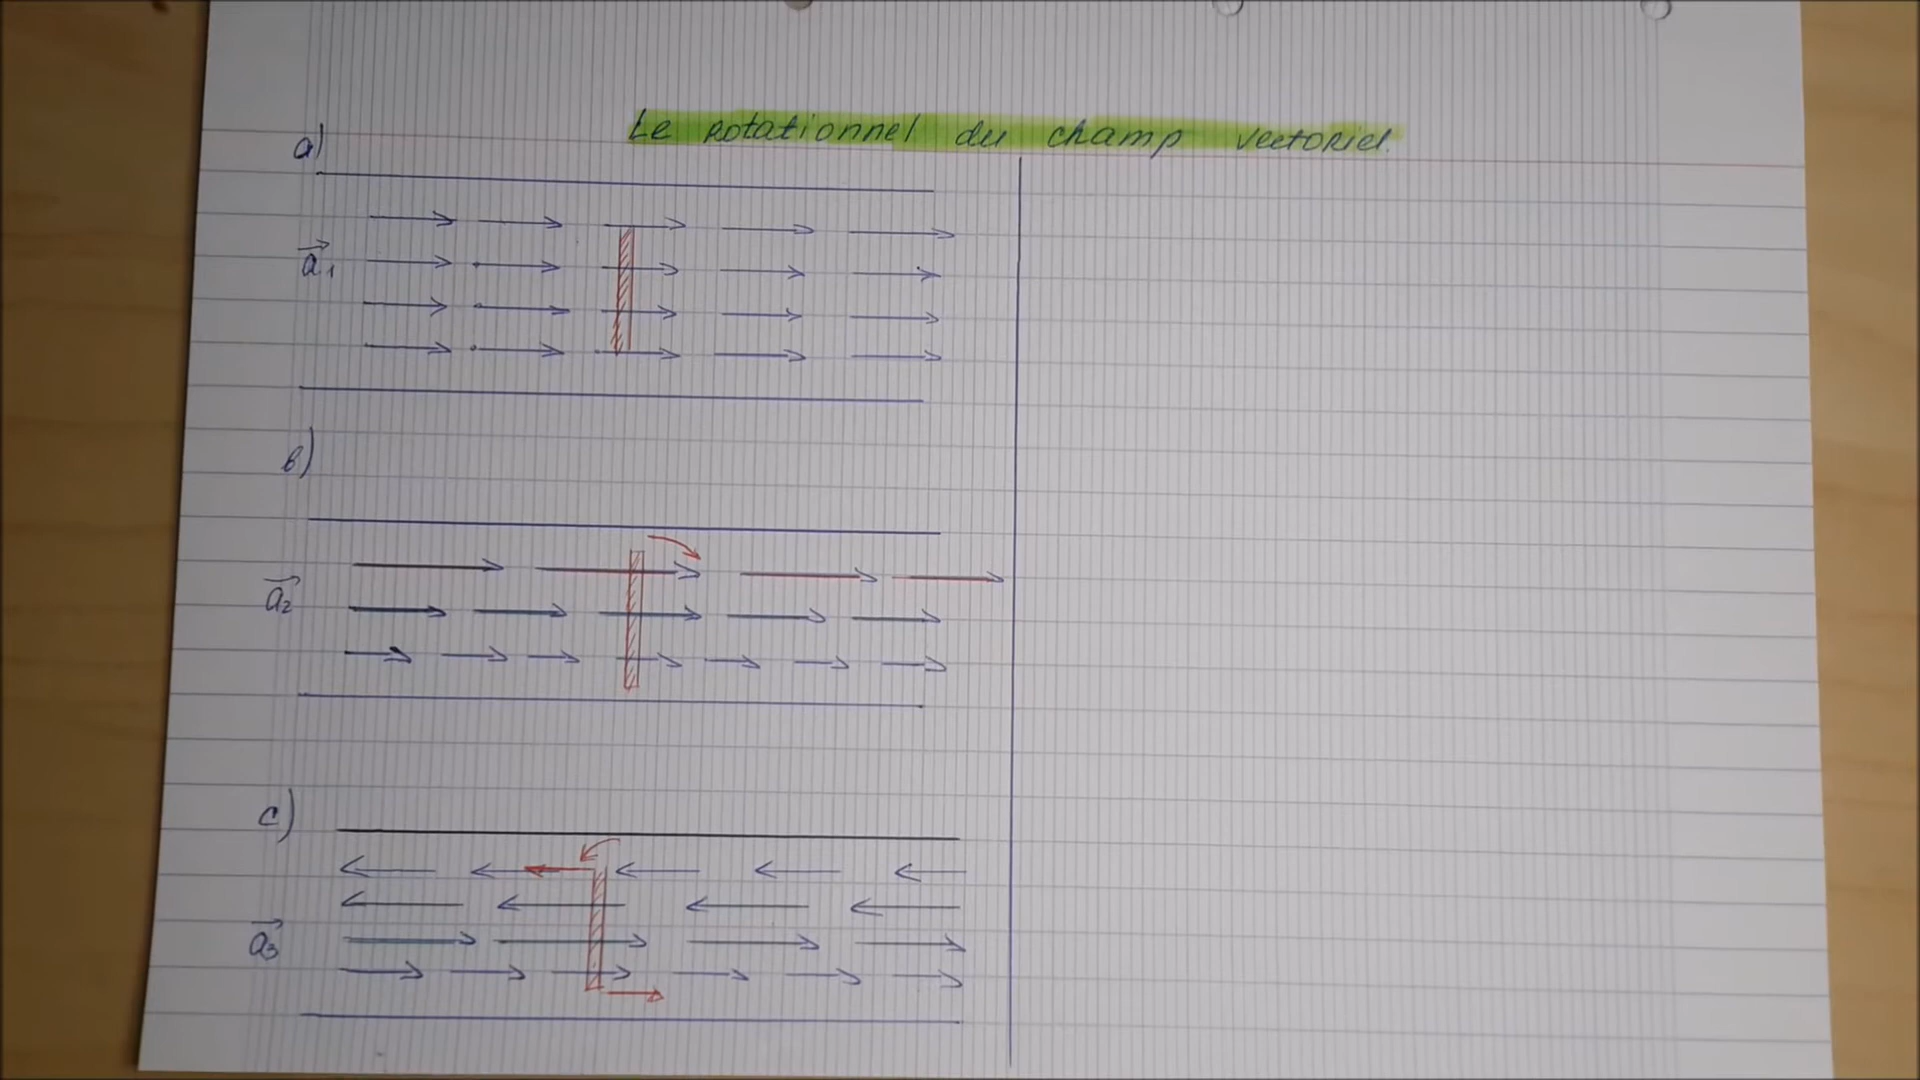 Le rotationnel du champ vectoriel.
a)
a₁
b)
a₂
c)
a₃